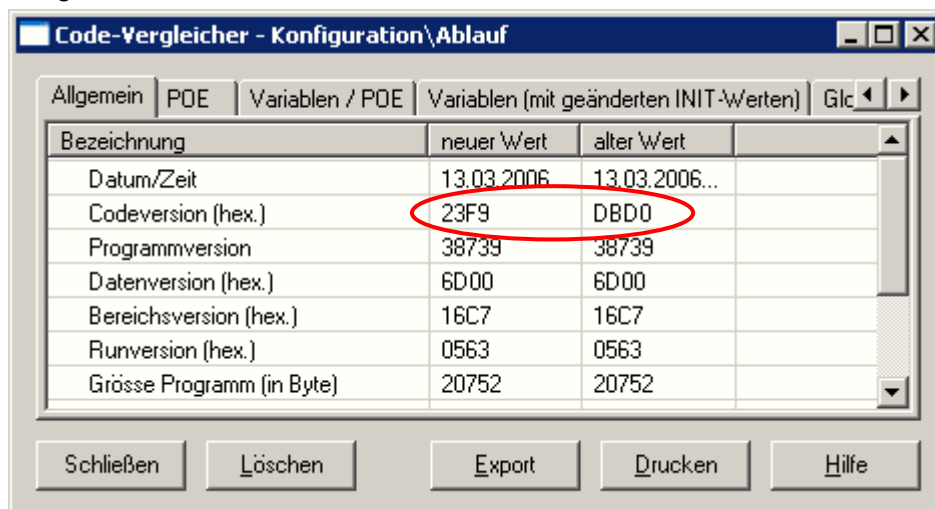 Code-Vergleicher - Konfiguration\Ablauf
Allgemein POE Variablen / POE Variablen (mit geänderten INIT-Werten) Glc
Bezeichnung neuer Wert alter Wert
Datum/Zeit 13.03.2006... 13.03.2006...
Codeversion (hex.) 23F9 DBD0
Programmversion 38739 38739
Datenversion (hex.) 6D00 6D00
Bereichsversion (hex.) 16C7 16C7
Runversion (hex.) 0563 0563
Grösse Programm (in Byte) 20752 20752
Schließen Löschen Export Drucken Hilfe